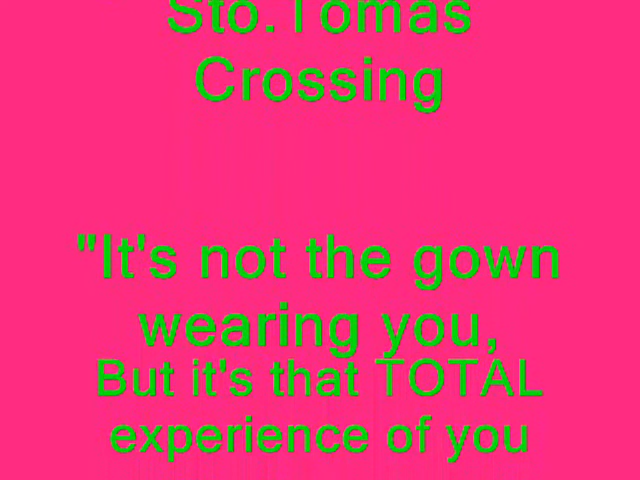 Sto.Tomas
Crossing
"It's not the gown
wearing you,
But it's that TOTAL
experience of you